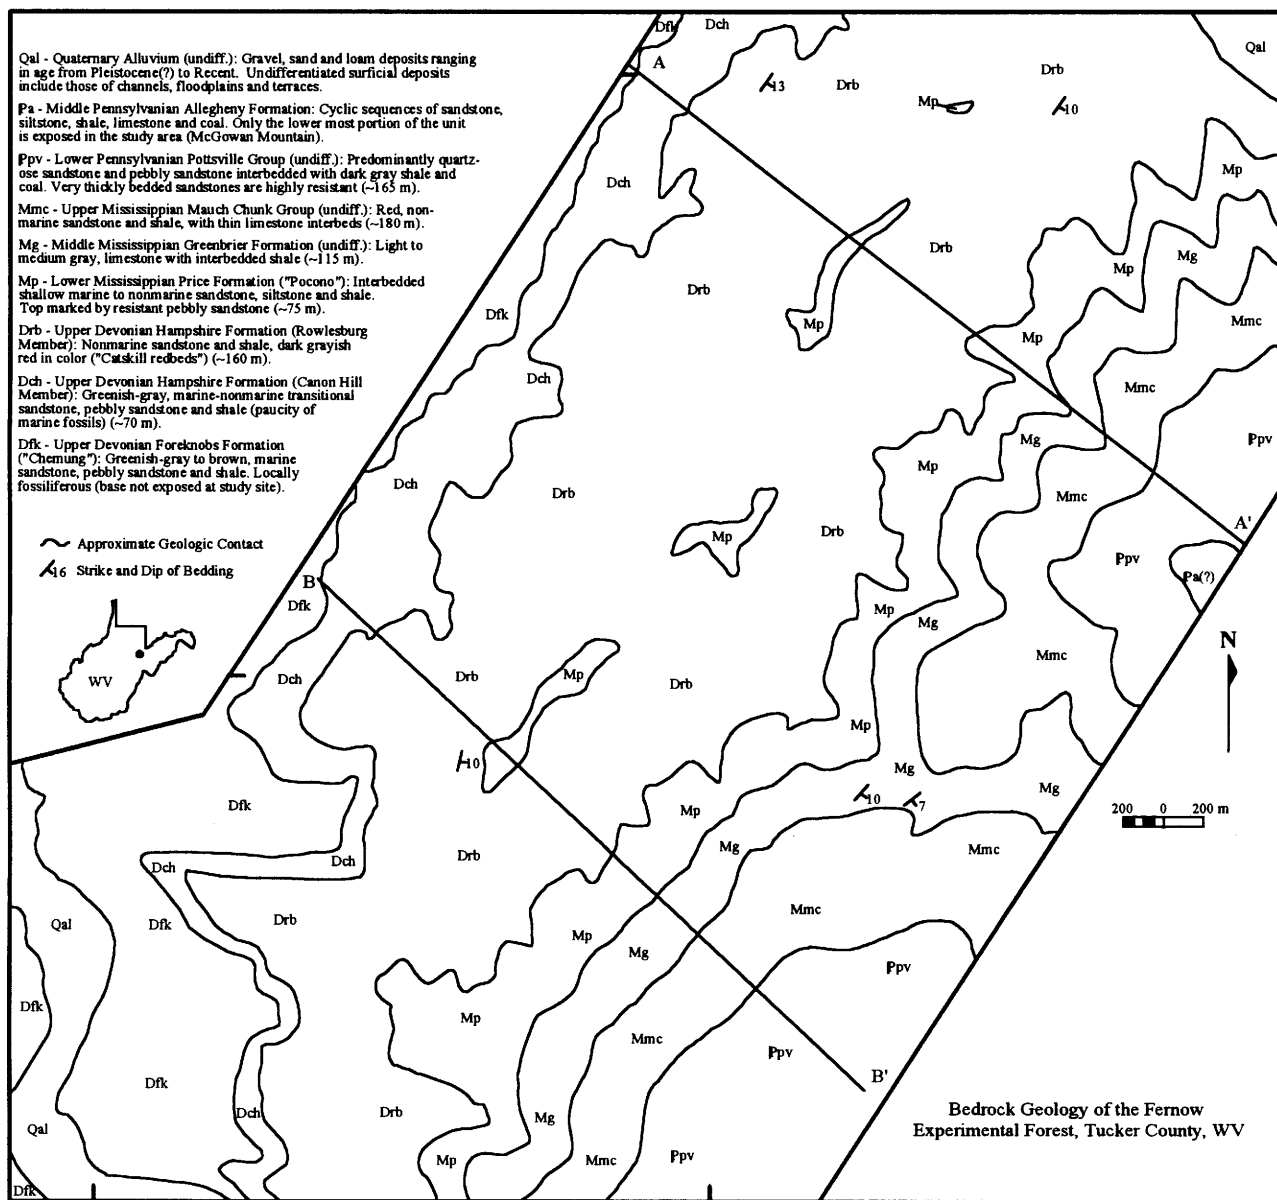 Qal - Quaternary Alluvium (undiff.): Gravel, sand and loam deposits ranging
in age from Pleistocene(?) to Recent. Undifferentiated surficial deposits
include those of channels, floodplains and terraces.
Pa - Middle Pennsylvanian Allegheny Formation: Cyclic sequences of sandstone,
siltstone, shale, limestone and coal. Only the lower most portion of the unit
is exposed in the study area (McGowan Mountain).
Ppv - Lower Pennsylvanian Pottsville Group (undiff.): Predominantly quartz-
ose sandstone and pebbly sandstone interbedded with dark gray shale and
coal. Very thickly bedded sandstones are highly resistant (~165 m).
Mmc - Upper Mississippian Mauch Chunk Group (undiff.): Red, non-
marine sandstone and shale, with thin limestone interbeds (~180 m).
Mg - Middle Mississippian Greenbrier Formation (undiff.): Light to
medium gray, limestone with interbedded shale (~115 m).
Mp - Lower Mississippian Price Formation ("Pocono"): Interbedded
shallow marine to nonmarine sandstone, siltstone and shale.
Top marked by resistant pebbly sandstone (~75 m).
Drb - Upper Devonian Hampshire Formation (Rowlesburg
Member): Nonmarine sandstone and shale, dark grayish
red in color ("Catskill redbeds") (~160 m).
Dch - Upper Devonian Hampshire Formation (Canon Hill
Member): Greenish-gray, marine-nonmarine transitional
sandstone, pebbly sandstone and shale (paucity of
marine fossils) (~70 m).
Dfk - Upper Devonian Foreknobs Formation
("Chemung"): Greenish-gray to brown, marine
sandstone, pebbly sandstone and shale. Locally
fossiliferous (base not exposed at study site).
Approximate Geologic Contact
16 Strike and Dip of Bedding
WV
Dfk Dch
Qal
A
13 Drb Drb
Mp 10
Dch Mp
Drb Mp Mg
Drb
Dfk Mp Mp Mmc
Dch Mmc
Mg Ppv
Dch Drb Mp Mmc
A'
Mp Drb Ppv
Pa(?)
B
Dfk Mp Mg
N
Dch Drb Mp Drb Mmc
Mp
10 Mg
Dfk Mp 10 7 Mg
200 0 200 m
Dch Dch Drb Mg Mmc
Qal Dfk Drb Mp Mg Mmc
Ppv
Dfk Mp Mmc
Ppv
Dfk B'
Qal Dch Drb Mg
Mp Mmc Ppv
Dfk
Bedrock Geology of the Fernow
Experimental Forest, Tucker County, WV